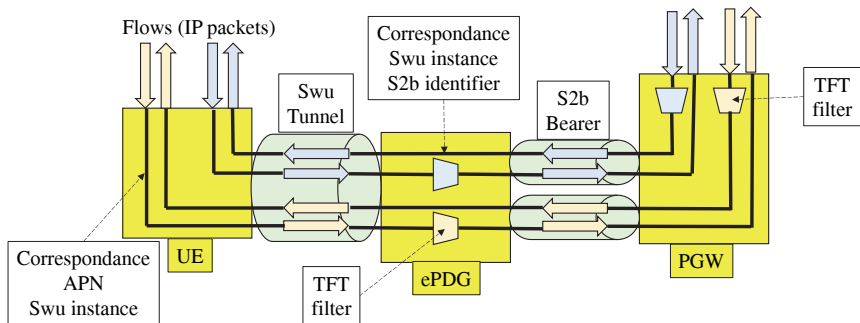 Flows (IP packets)
Correspondance
Swu instance
S2b identifier
Swu
Tunnel
S2b
Bearer
TFT
filter
Correspondance
APN
Swu instance
UE
TFT
filter
ePDG
PGW